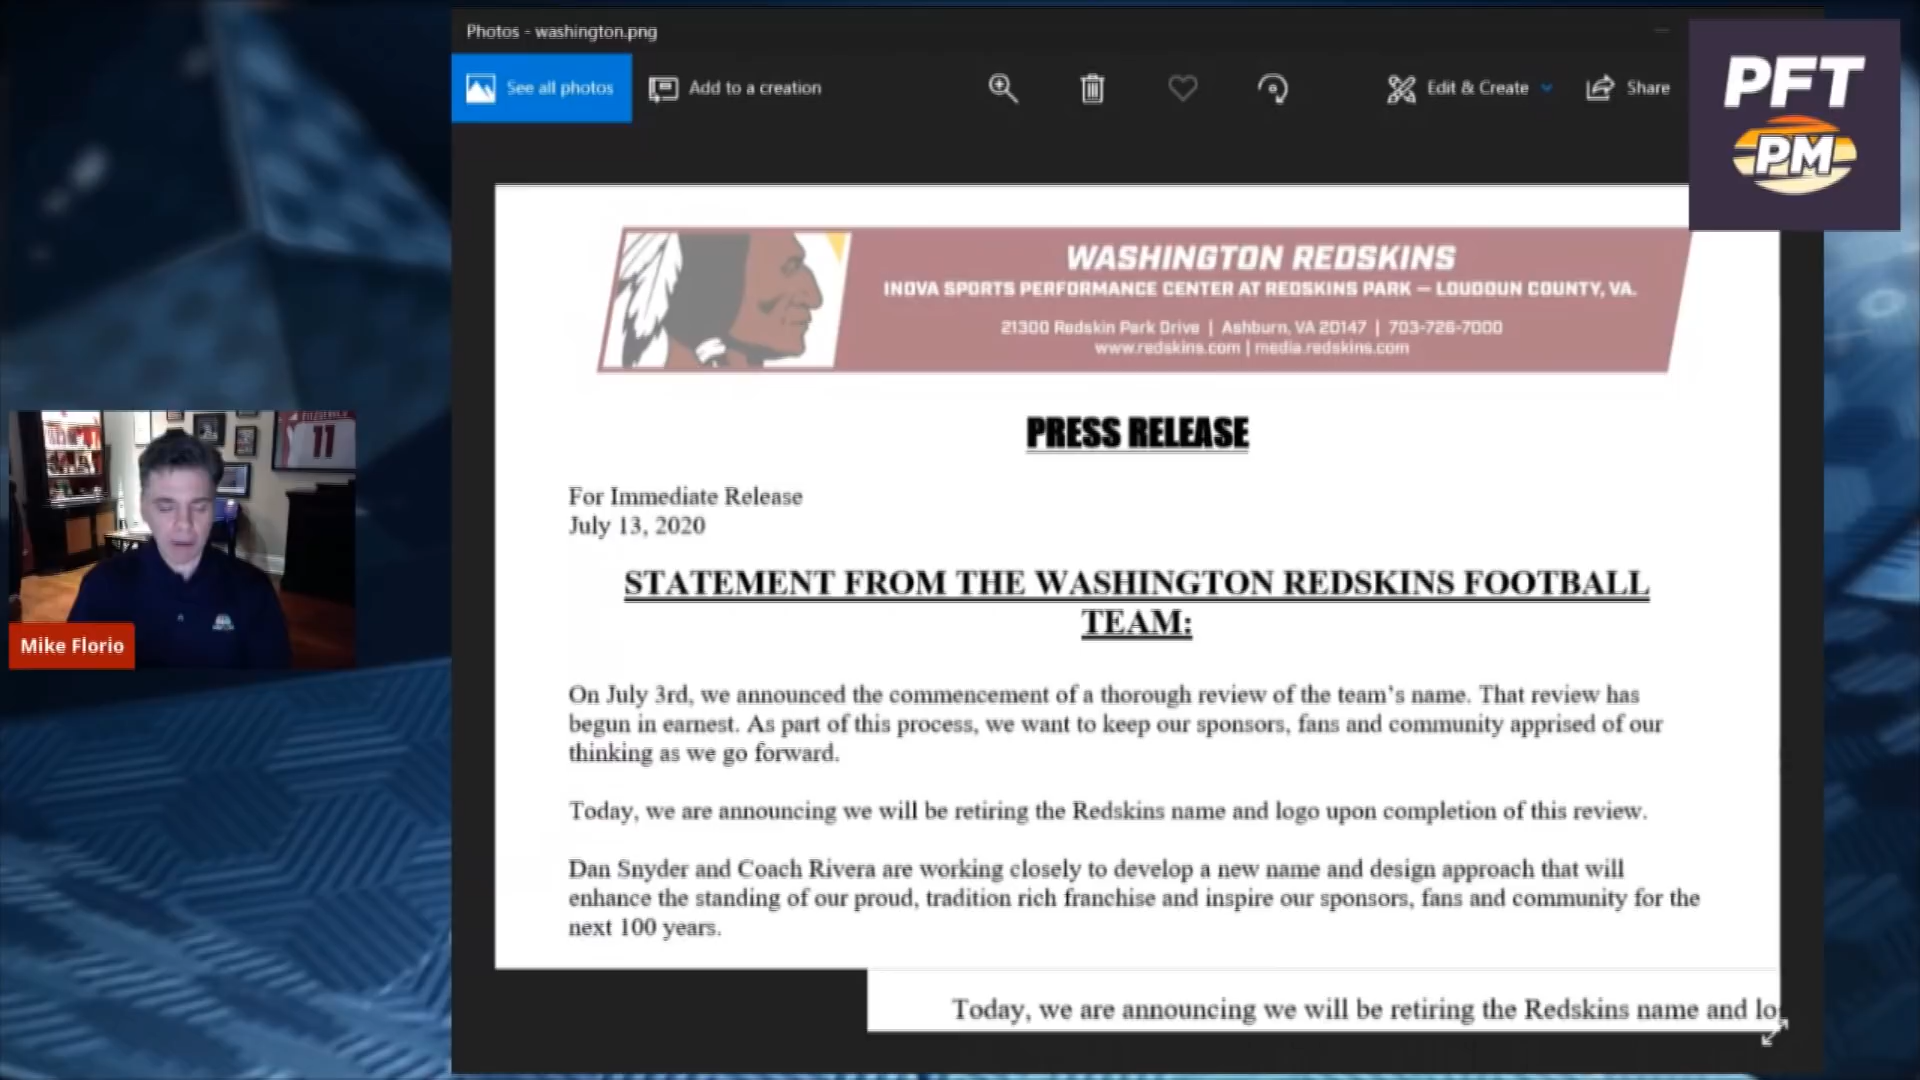 Photos - washington.png
See all photos
Add to a creation
Edit & Create
Share
PFT
PM
WASHINGTON REDSKINS
INOVA SPORTS PERFORMANCE CENTER AT REDSKINS PARK — LOUDOUN COUNTY, VA.
21300 Redskin Park Drive | Ashburn, VA 20147 | 703-726-7000
www.redskins.com | media.redskins.com
PRESS RELEASE
For Immediate Release
July 13, 2020
STATEMENT FROM THE WASHINGTON REDSKINS FOOTBALL
TEAM:
On July 3rd, we announced the commencement of a thorough review of the team's name. That review has
begun in earnest. As part of this process, we want to keep our sponsors, fans and community apprised of our
thinking as we go forward.
Today, we are announcing we will be retiring the Redskins name and logo upon completion of this review.
Dan Snyder and Coach Rivera are working closely to develop a new name and design approach that will
enhance the standing of our proud, tradition rich franchise and inspire our sponsors, fans and community for the
next 100 years.
Today, we are announcing we will be retiring the Redskins name and lo
11
Mike Florio